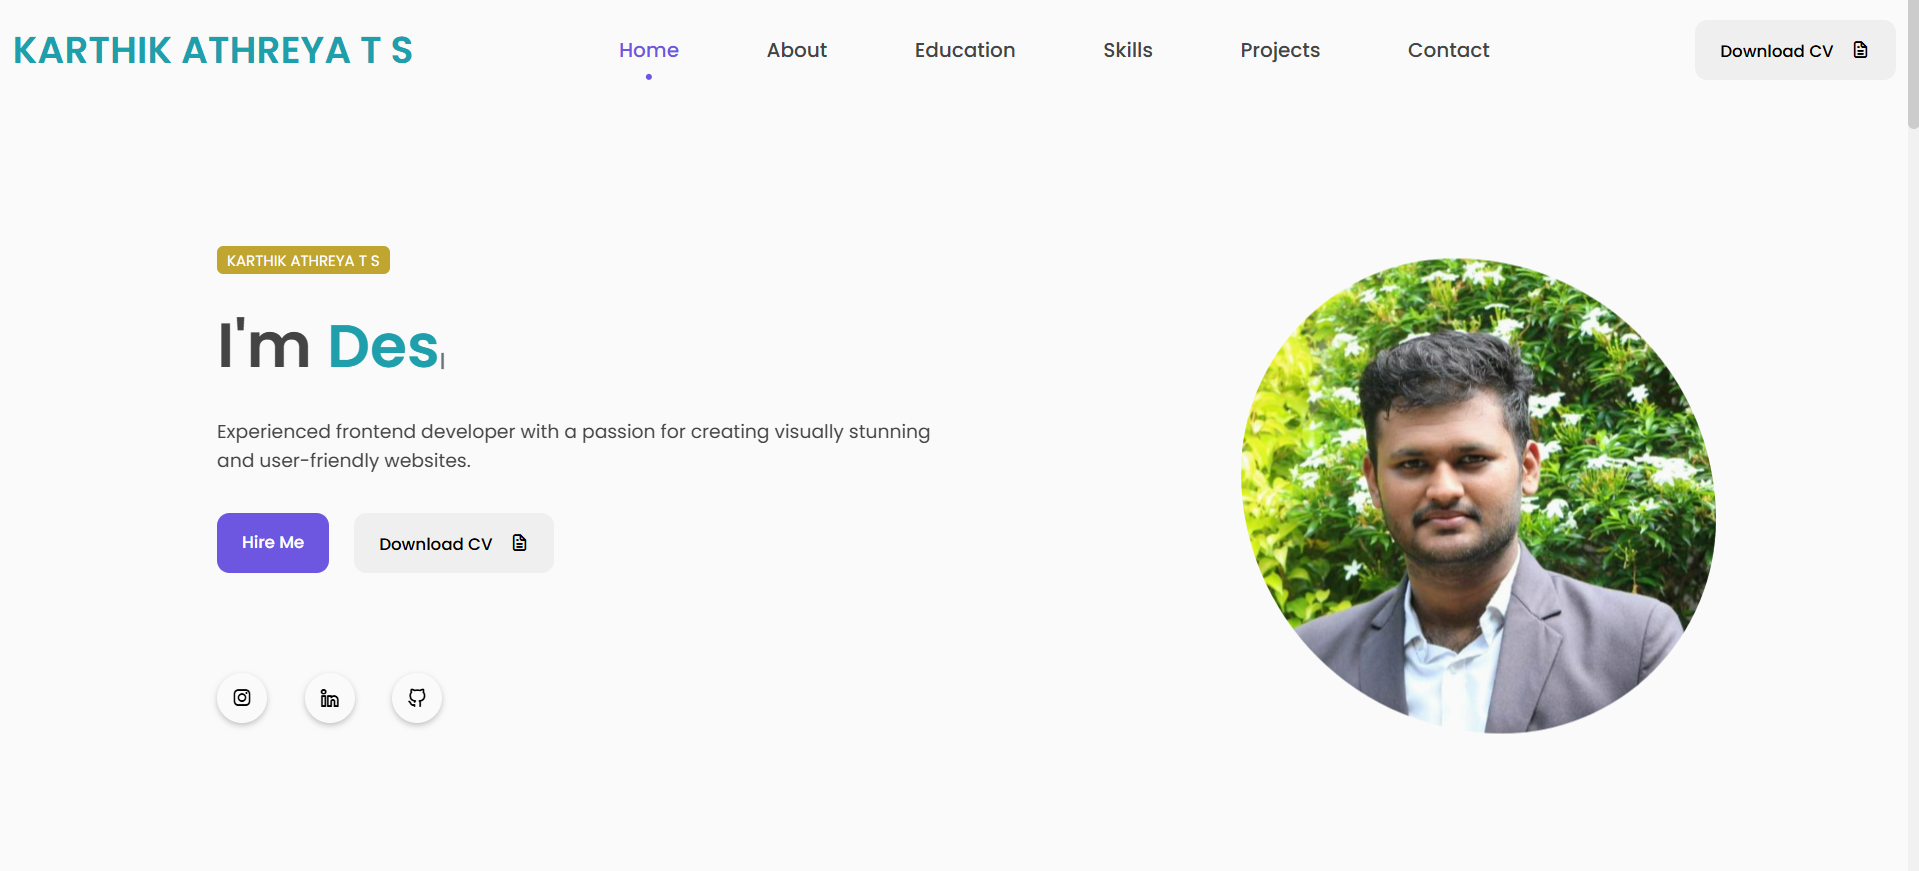 KARTHIK ATHREYA T S
Home About Education Skills Projects Contact
Download CV
KARTHIK ATHREYA T S
I'm Des
Experienced frontend developer with a passion for creating visually stunning
and user-friendly websites.
Hire Me
Download CV